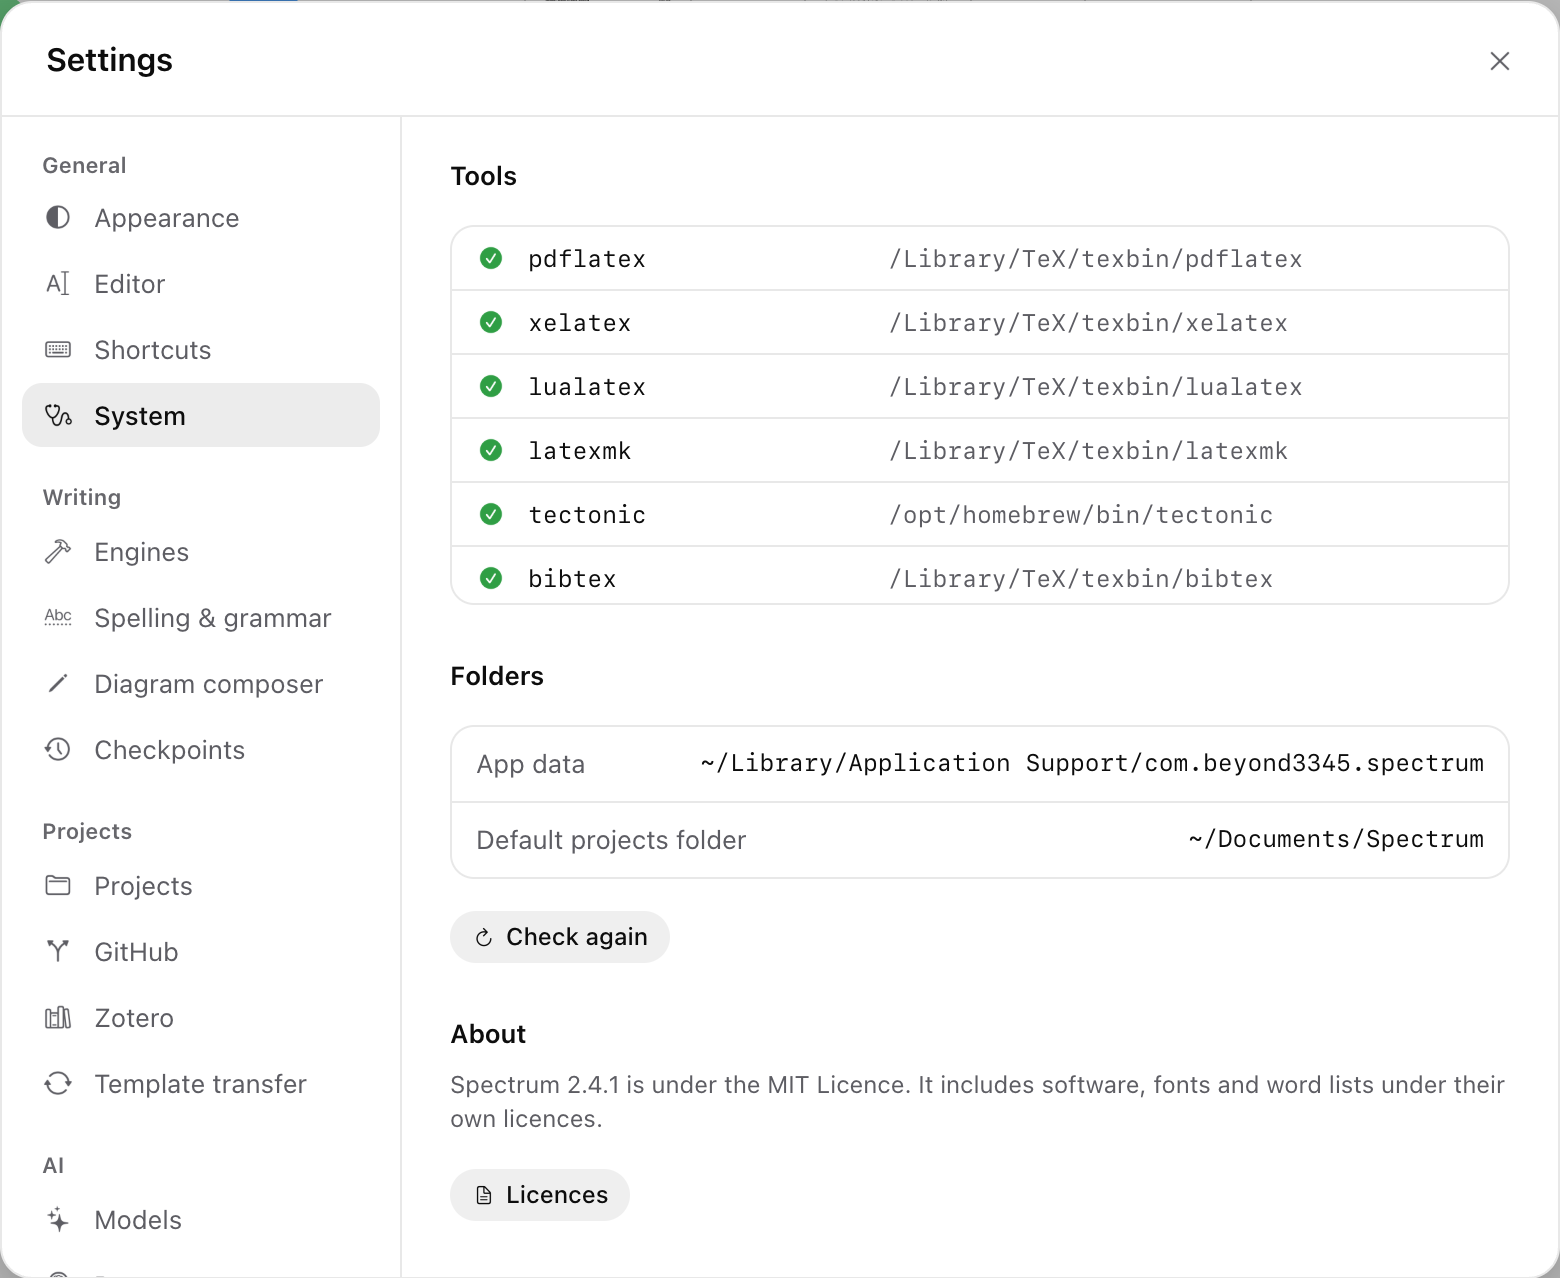 Settings
General
Appearance
Editor
Shortcuts
System
Writing
Engines
Abc
Spelling & grammar
Diagram composer
Checkpoints
Projects
Projects
GitHub
Zotero
Template transfer
AI
Models
Tools
pdflatex /Library/TeX/texbin/pdflatex
xelatex /Library/TeX/texbin/xelatex
lualatex /Library/TeX/texbin/lualatex
latexmk /Library/TeX/texbin/latexmk
tectonic /opt/homebrew/bin/tectonic
bibtex /Library/TeX/texbin/bibtex
Folders
App data ~/Library/Application Support/com.beyond3345.spectrum
Default projects folder ~/Documents/Spectrum
Check again
About
Spectrum 2.4.1 is under the MIT Licence. It includes software, fonts and word lists under their
own licences.
Licences